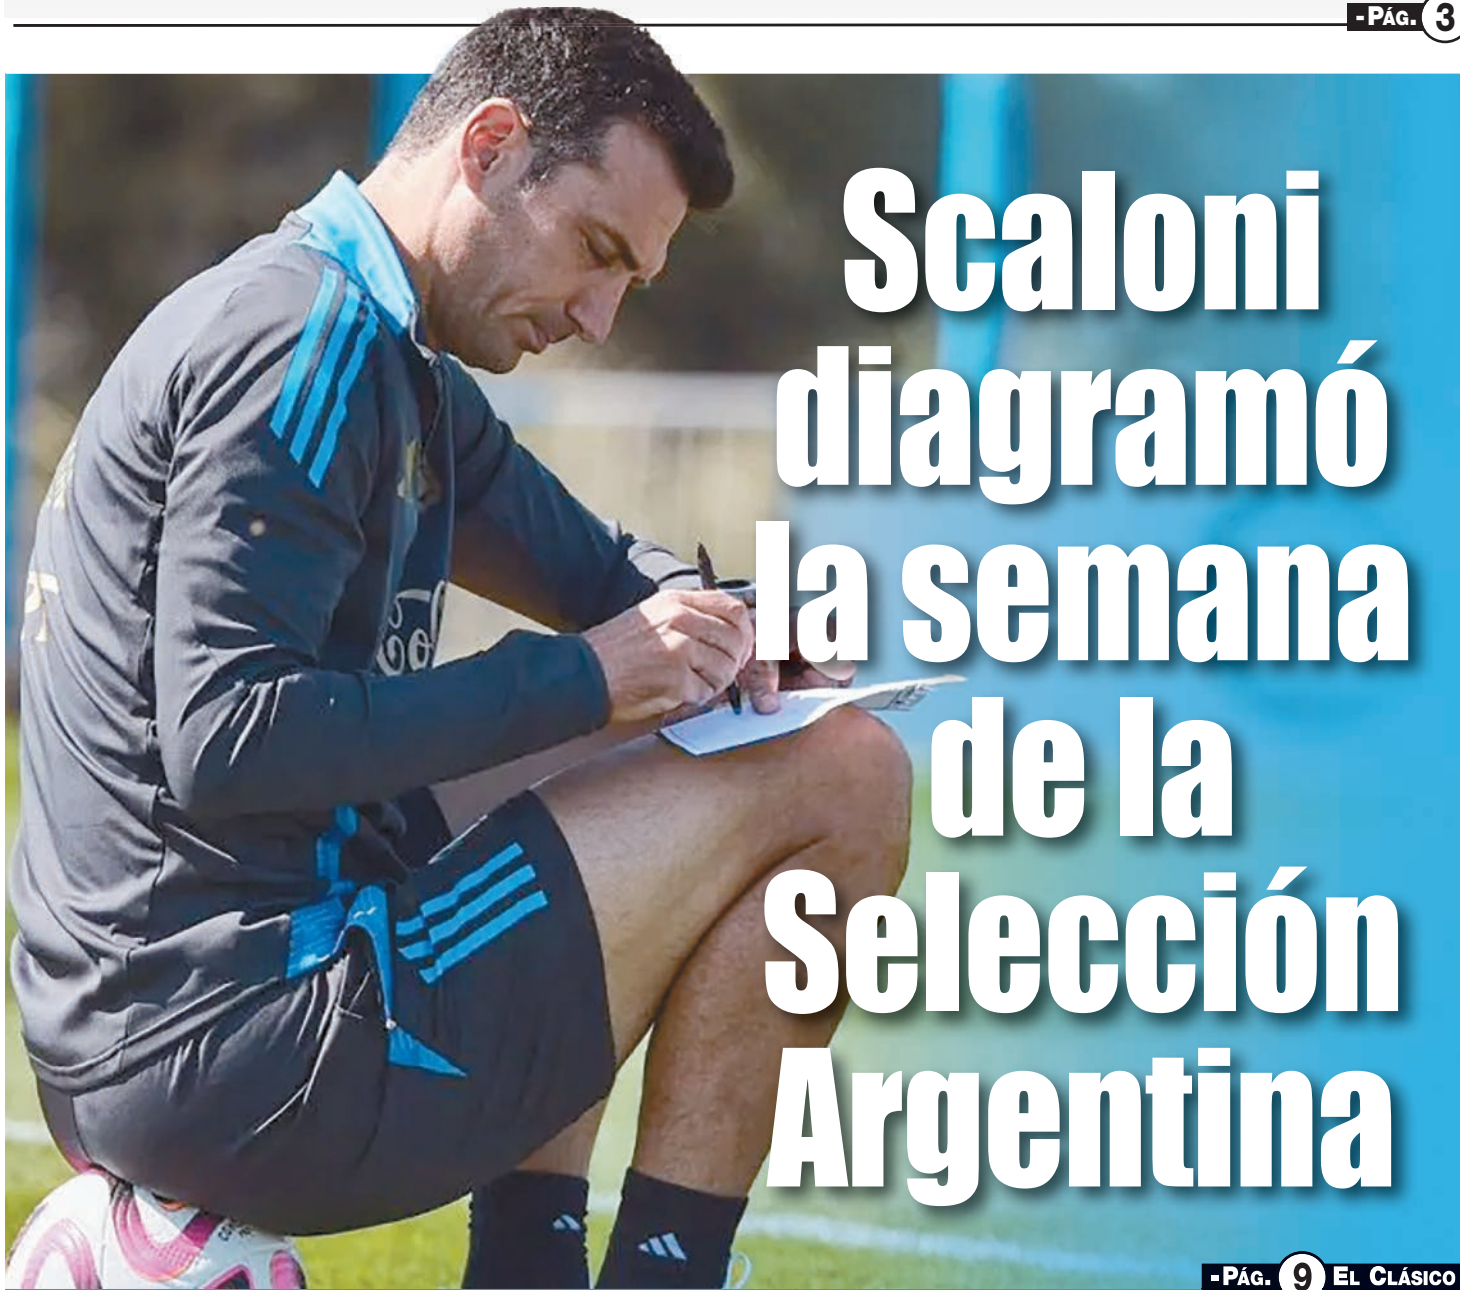 -PÁG. 3
Scaloni
diagramó
la semana
de la
Selección
Argentina
-PÁG. 9 EL CLÁSICO